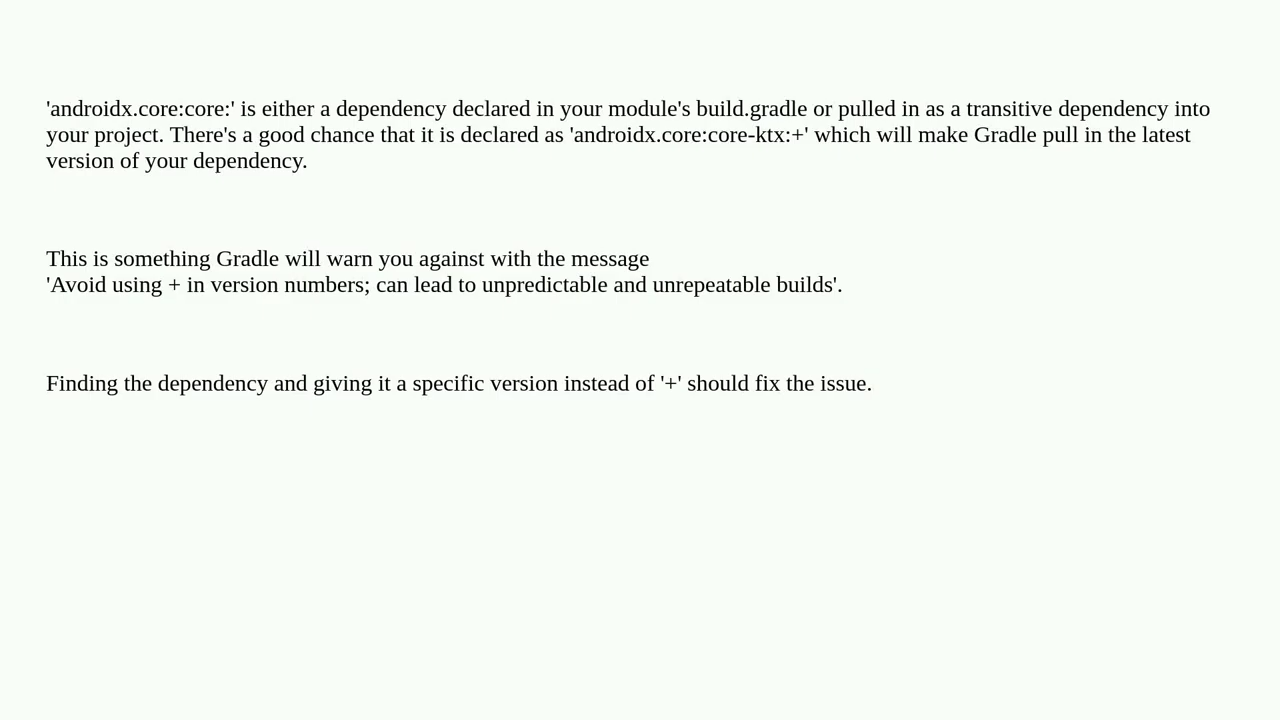 'androidx.core:core:' is either a dependency declared in your module's build.gradle or pulled in as a transitive dependency into
your project. There's a good chance that it is declared as 'androidx.core:core-ktx:+' which will make Gradle pull in the latest
version of your dependency.
This is something Gradle will warn you against with the message
'Avoid using + in version numbers; can lead to unpredictable and unrepeatable builds'.
Finding the dependency and giving it a specific version instead of '+' should fix the issue.